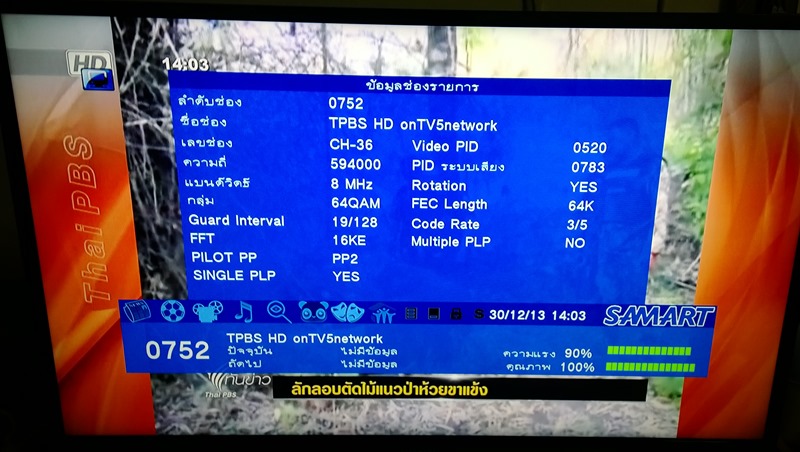 HD
14:03
Thai PBS
ข้อมูลช่องรายการ
ลำดับช่อง 0752
ชื่อช่อง TPBS HD onTV5network
เลขช่อง CH-36 Video PID 0520
ความถี่ 594000 PID ระบบเสียง 0783
แบนด์วิดธ์ 8 MHz Rotation YES
กลุ่ม 64QAM FEC Length 64K
Guard Interval 19/128 Code Rate 3/5
FFT 16KE Multiple PLP NO
PILOT PP PP2
SINGLE PLP YES
S 30/12/13 14:03 SAMART
0752 TPBS HD onTV5network
ปัจจุบัน ไม่มีข้อมูล ความแรง 90%
ถัดไป ไม่มีข้อมูล คุณภาพ 100%
ทันข่าว
Thai PBS
ลักลอบตัดไม้แนวป่าห้วยขาแข้ง